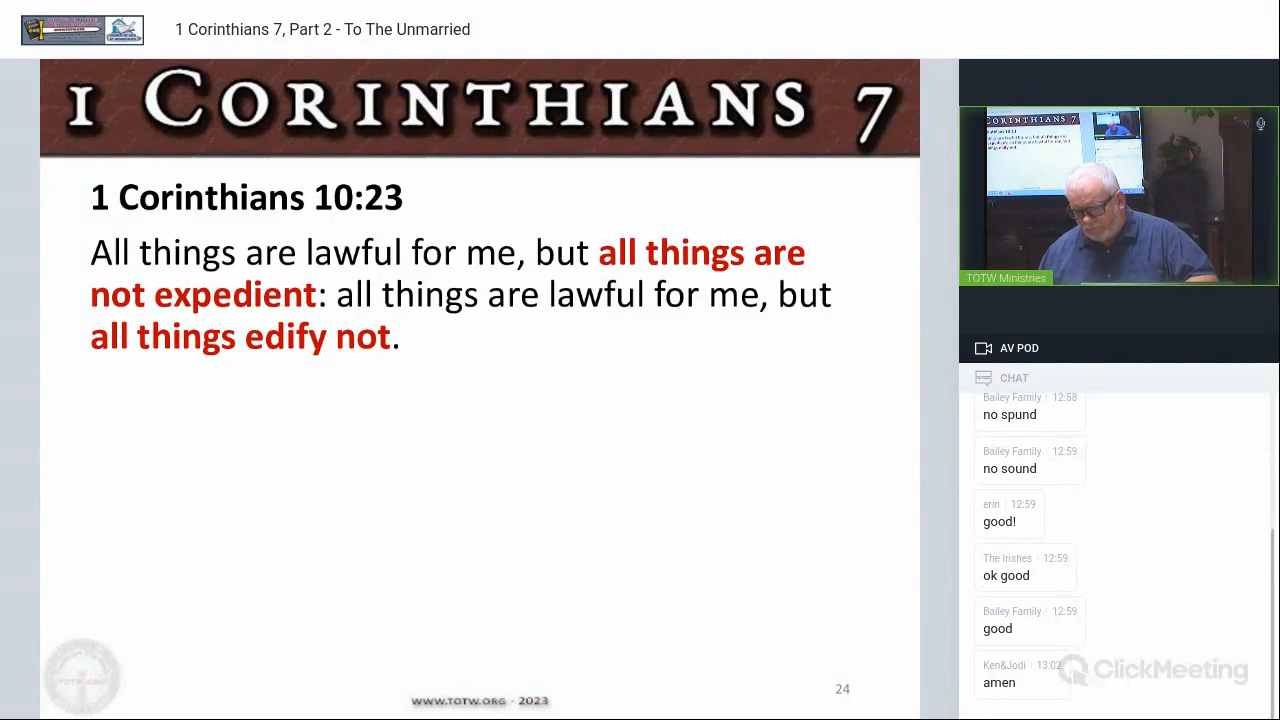 1 Corinthians 7, Part 2 - To The Unmarried
1 CORINTHIANS 7
1 Corinthians 10:23
All things are lawful for me, but all things are
not expedient: all things are lawful for me, but
all things edify not.
WWW.TOTW.ORG - 2023
24
TOTW Ministries
AV POD
CHAT
Bailey Family 12:58
no spund
Bailey Family 12:59
no sound
erin 12:59
good!
The Irishes 12:59
ok good
Bailey Family 12:59
good
Ken&Jodi 13:02
amen
ClickMeeting